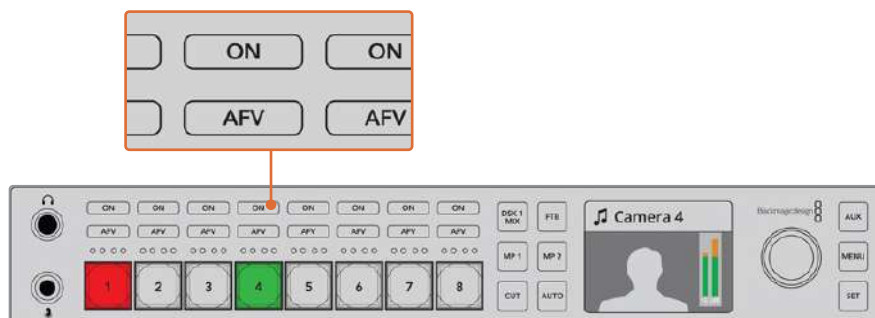 ON ON
AFV AFV
ON ON ON ON ON ON ON ON
AFV AFV AFV AFV AFV AFV AFV AFV
1 2 3 4 5 6 7 8
DSK 1
MIX
FTB
MP 1 MP 2
CUT AUTO
Camera 4
Blackmagicdesign
AUX
MENU
SET